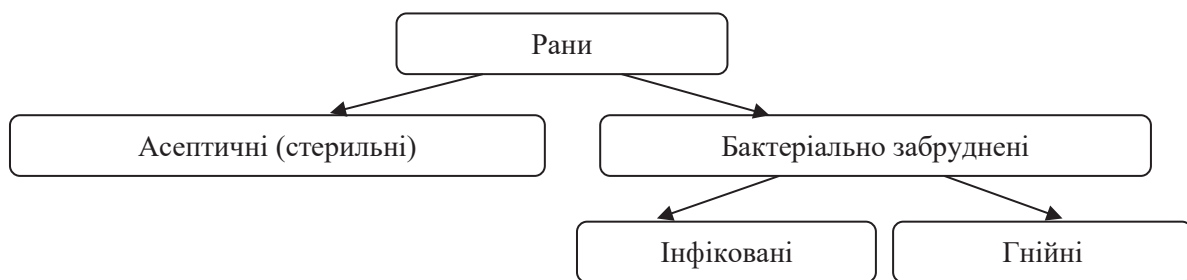 Рани
Асептичні (стерильні)
Бактеріально забруднені
Інфіковані
Гнійні